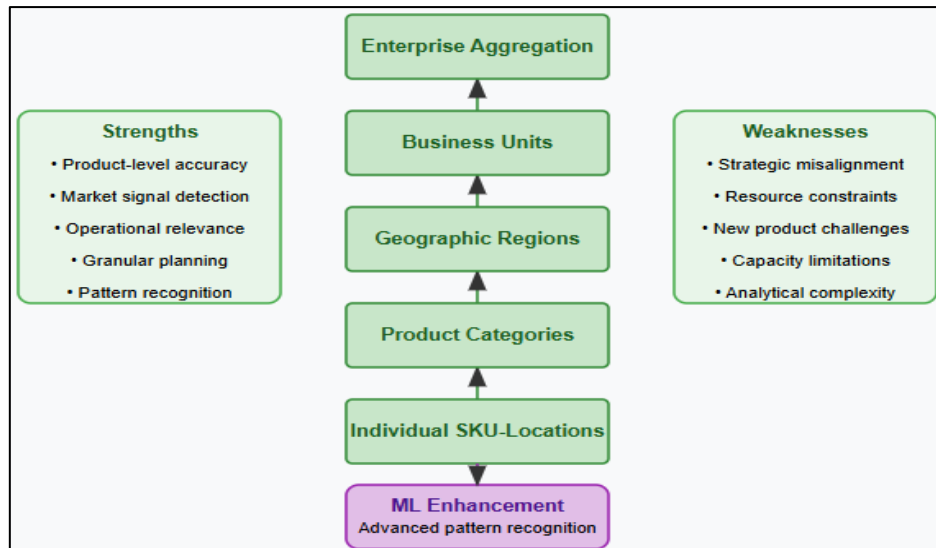 Enterprise Aggregation
Strengths
• Product-level accuracy
• Market signal detection
• Operational relevance
• Granular planning
• Pattern recognition
Business Units
Geographic Regions
Product Categories
Individual SKU-Locations
ML Enhancement
Advanced pattern recognition
Weaknesses
• Strategic misalignment
• Resource constraints
• New product challenges
• Capacity limitations
• Analytical complexity